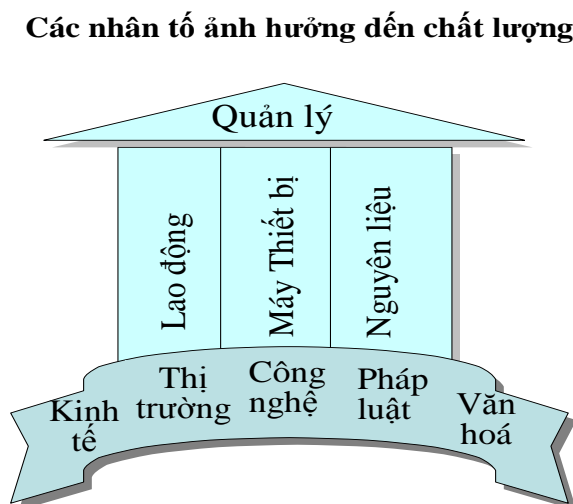 Các nhân tố ảnh hưởng dến chất lượng
Quản lý
Lao động
Máy Thiết bị
Nguyên liệu
Kinh
tế
Thị
trường
Công
nghệ
Pháp
luật
Văn
hoá